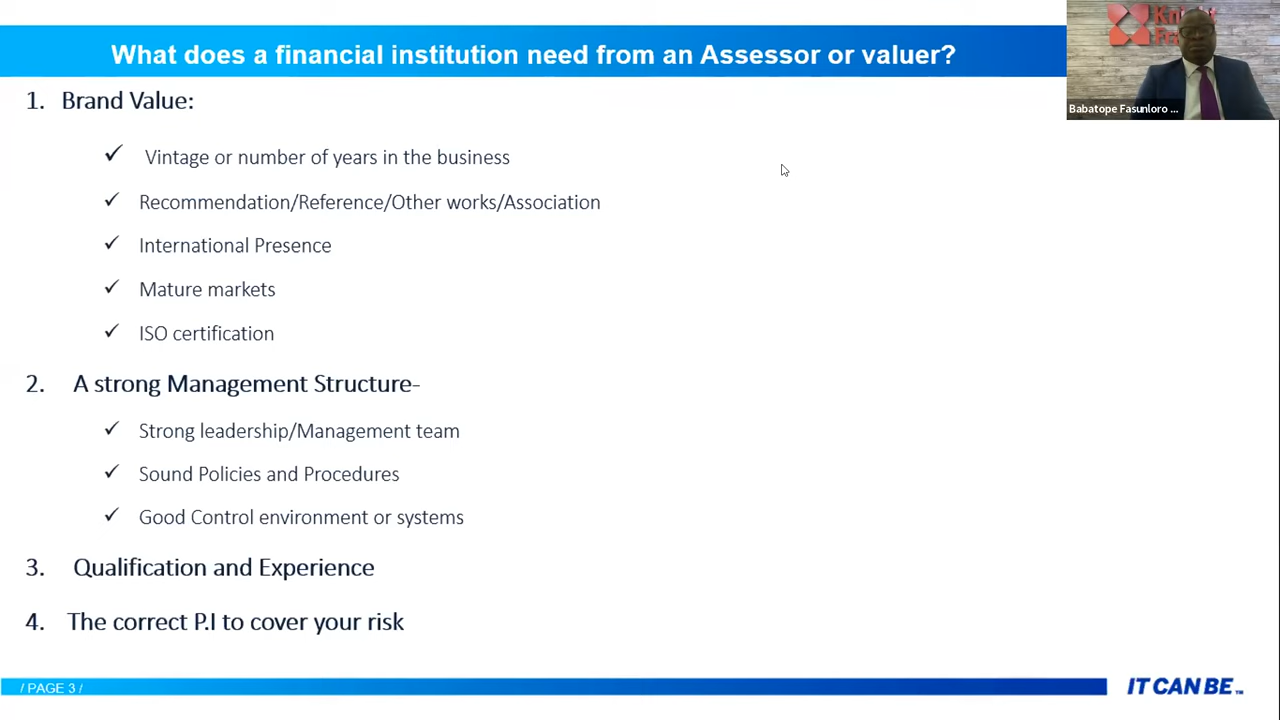 What does a financial institution need from an Assessor or valuer?
Knight
Babatope Fasunloro ...
1. Brand Value:
✓ Vintage or number of years in the business
✓ Recommendation/Reference/Other works/Association
✓ International Presence
✓ Mature markets
✓ ISO certification
2. A strong Management Structure-
✓ Strong leadership/Management team
✓ Sound Policies and Procedures
✓ Good Control environment or systems
3. Qualification and Experience
4. The correct P.I to cover your risk
/ PAGE 3 /
IT CAN BE™